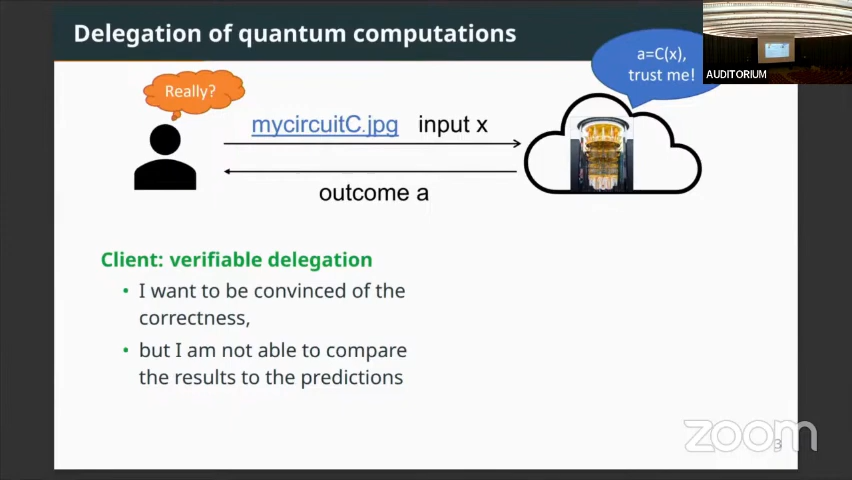 Delegation of quantum computations
a=C(x),
trust me!
AUDITORIUM
Really?
mycircuitC.jpg input x
outcome a
Client: verifiable delegation
• I want to be convinced of the
correctness,
• but I am not able to compare
the results to the predictions
zoom
3